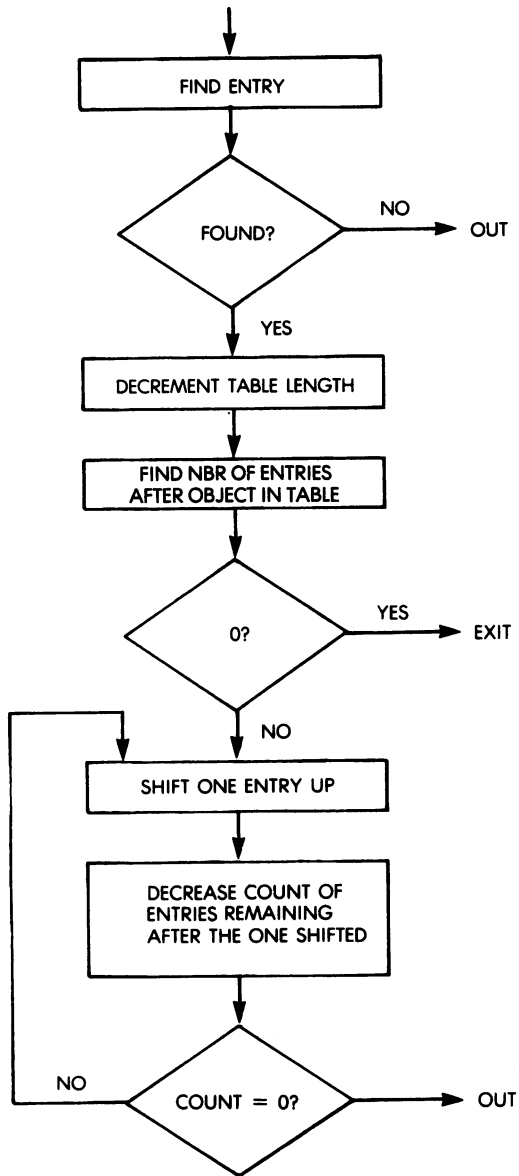 FIND ENTRY
FOUND?
NO
OUT
YES
DECREMENT TABLE LENGTH
FIND NBR OF ENTRIES
AFTER OBJECT IN TABLE
0?
YES
EXIT
NO
SHIFT ONE ENTRY UP
DECREASE COUNT OF
ENTRIES REMAINING
AFTER THE ONE SHIFTED
NO
COUNT = 0?
OUT